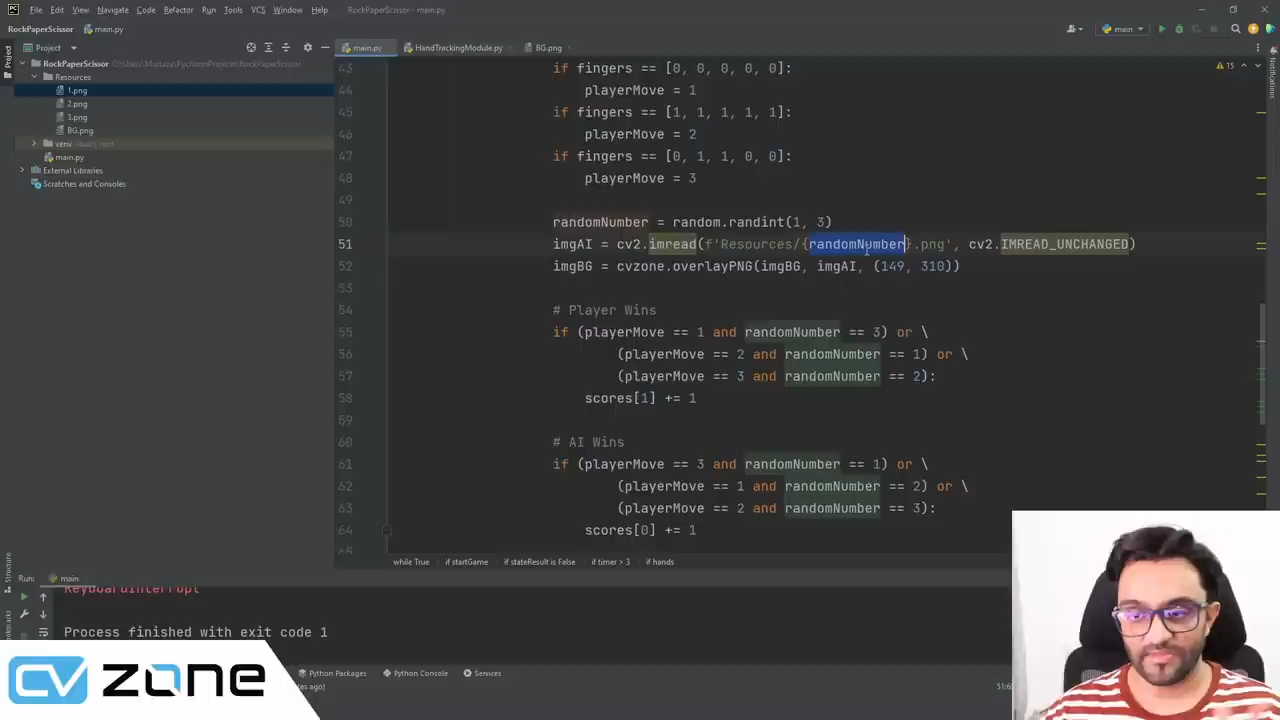 File Edit View Navigate Code Refactor Run Tools VCS Window Help RockPaperScissor - main.py
RockPaperScissor main.py
main
Project
main.py HandTrackingModule.py BG.png
Project
Notifications
RockPaperScissor C:\Users\Murtaza\PycharmProjects\RockPaperScissor
Resources
1.png
2.png
3.png
BG.png
venv library root
main.py
External Libraries
Scratches and Consoles
15
43 if fingers == [0, 0, 0, 0, 0]:
44 playerMove = 1
45 if fingers == [1, 1, 1, 1, 1]:
46 playerMove = 2
47 if fingers == [0, 1, 1, 0, 0]:
48 playerMove = 3
49
50 randomNumber = random.randint(1, 3)
51 imgAI = cv2.imread(f'Resources/{randomNumber}.png', cv2.IMREAD_UNCHANGED)
52 imgBG = cvzone.overlayPNG(imgBG, imgAI, (149, 310))
53
54 # Player Wins
55 if (playerMove == 1 and randomNumber == 3) or \
56 (playerMove == 2 and randomNumber == 1) or \
57 (playerMove == 3 and randomNumber == 2):
58 scores[1] += 1
59
60 # AI Wins
61 if (playerMove == 3 and randomNumber == 1) or \
62 (playerMove == 1 and randomNumber == 2) or \
63 (playerMove == 2 and randomNumber == 3):
64 scores[0] += 1
65
while True if startGame if stateResult is False if timer > 3 if hands
Structure
Run: main
KeyboardInterrupt
Process finished with exit code 1
Python Packages Python Console Services
CV ZONE